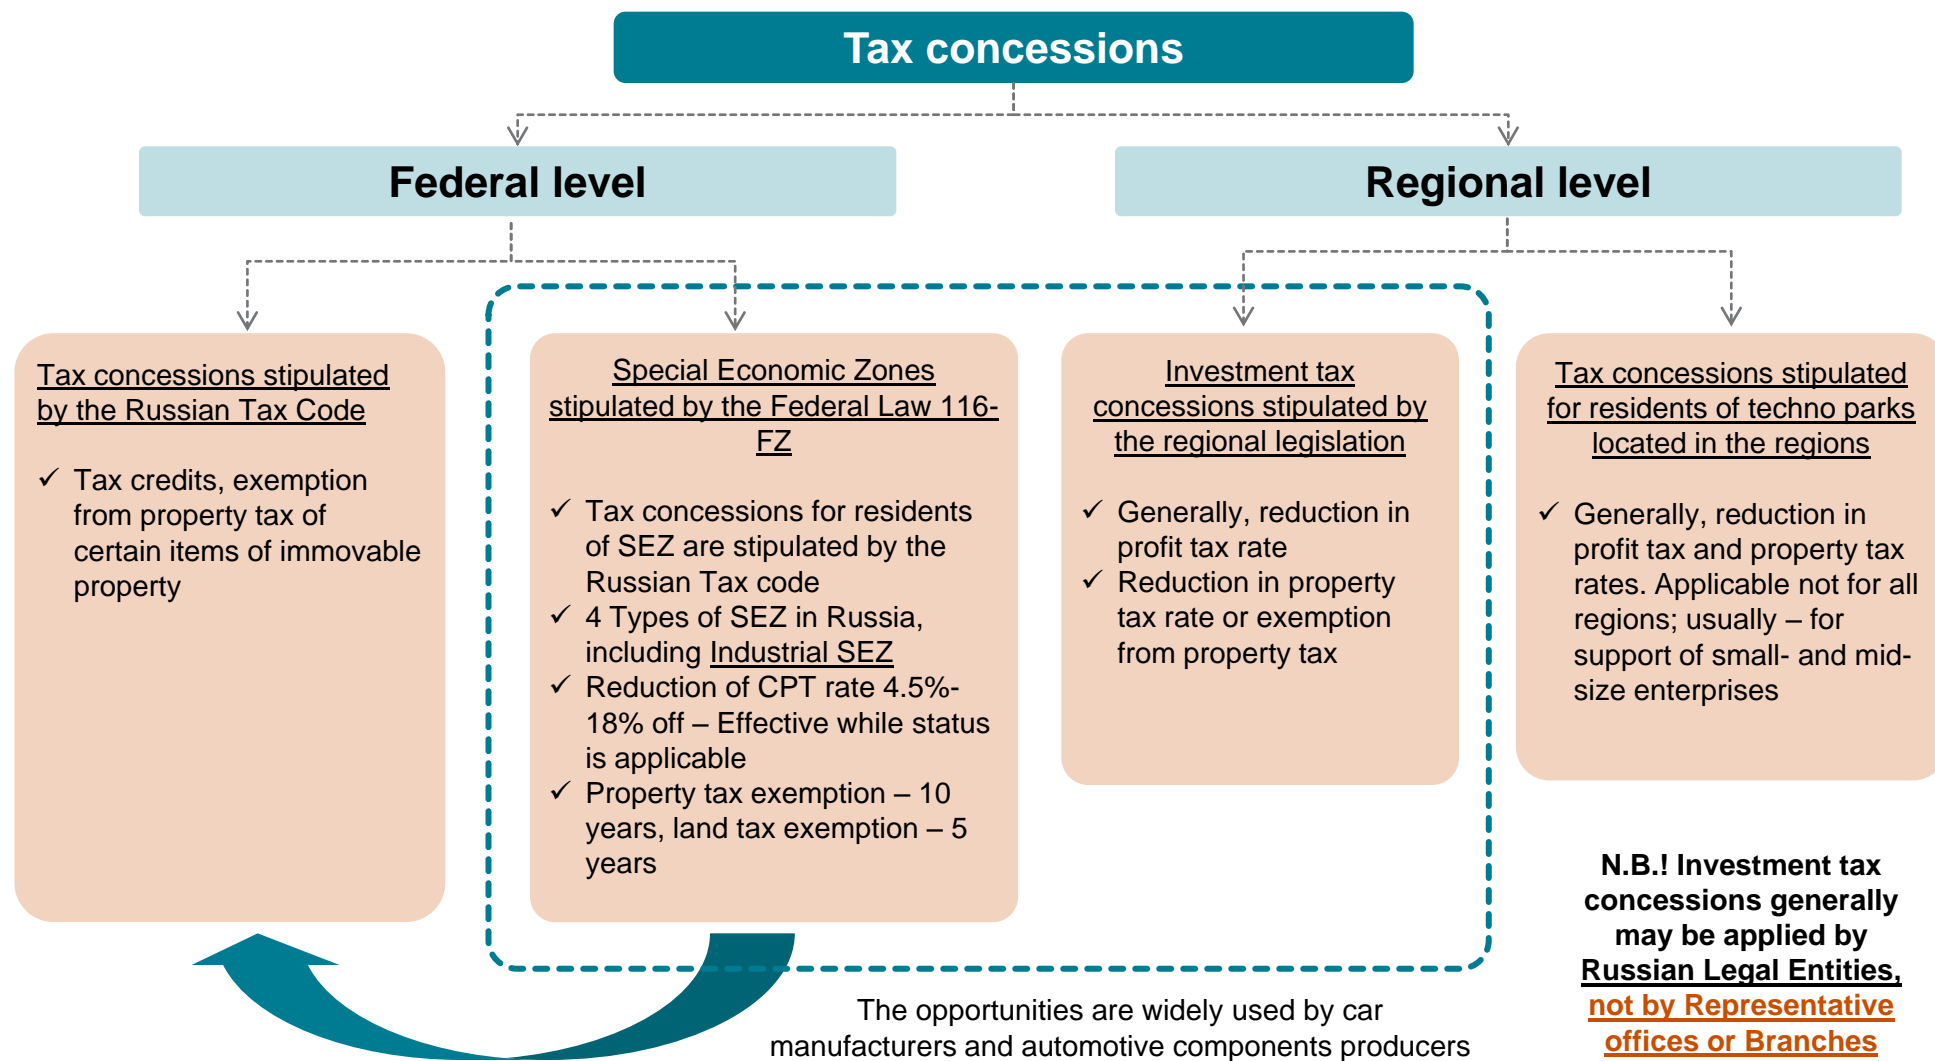 Tax concessions
Federal level
Regional level
Tax concessions stipulated
by the Russian Tax Code
✓ Tax credits, exemption
from property tax of
certain items of immovable
property
Special Economic Zones
stipulated by the Federal Law 116-
FZ
✓ Tax concessions for residents
of SEZ are stipulated by the
Russian Tax code
✓ 4 Types of SEZ in Russia,
including Industrial SEZ
✓ Reduction of CPT rate 4.5%-
18% off – Effective while status
is applicable
✓ Property tax exemption – 10
years, land tax exemption – 5
years
Investment tax
concessions stipulated by
the regional legislation
✓ Generally, reduction in
profit tax rate
✓ Reduction in property
tax rate or exemption
from property tax
Tax concessions stipulated
for residents of techno parks
located in the regions
✓ Generally, reduction in
profit tax and property tax
rates. Applicable not for all
regions; usually – for
support of small- and mid-
size enterprises
The opportunities are widely used by car
manufacturers and automotive components producers
N.B.! Investment tax
concessions generally
may be applied by
Russian Legal Entities,
not by Representative
offices or Branches